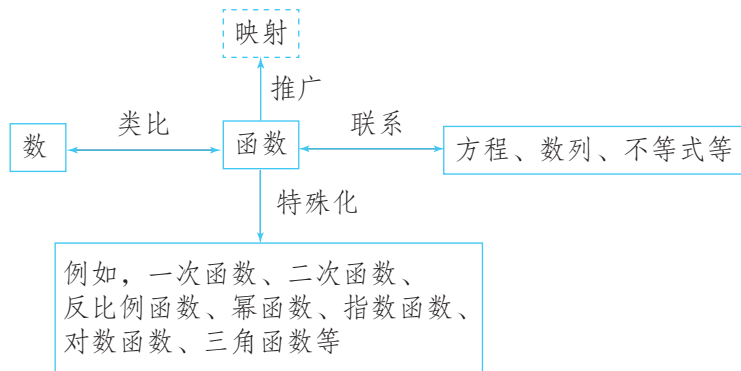 映射
推广
数
类比
函数
联系
方程、数列、不等式等
特殊化
例如，一次函数、二次函数、
反比例函数、幂函数、指数函数、
对数函数、三角函数等